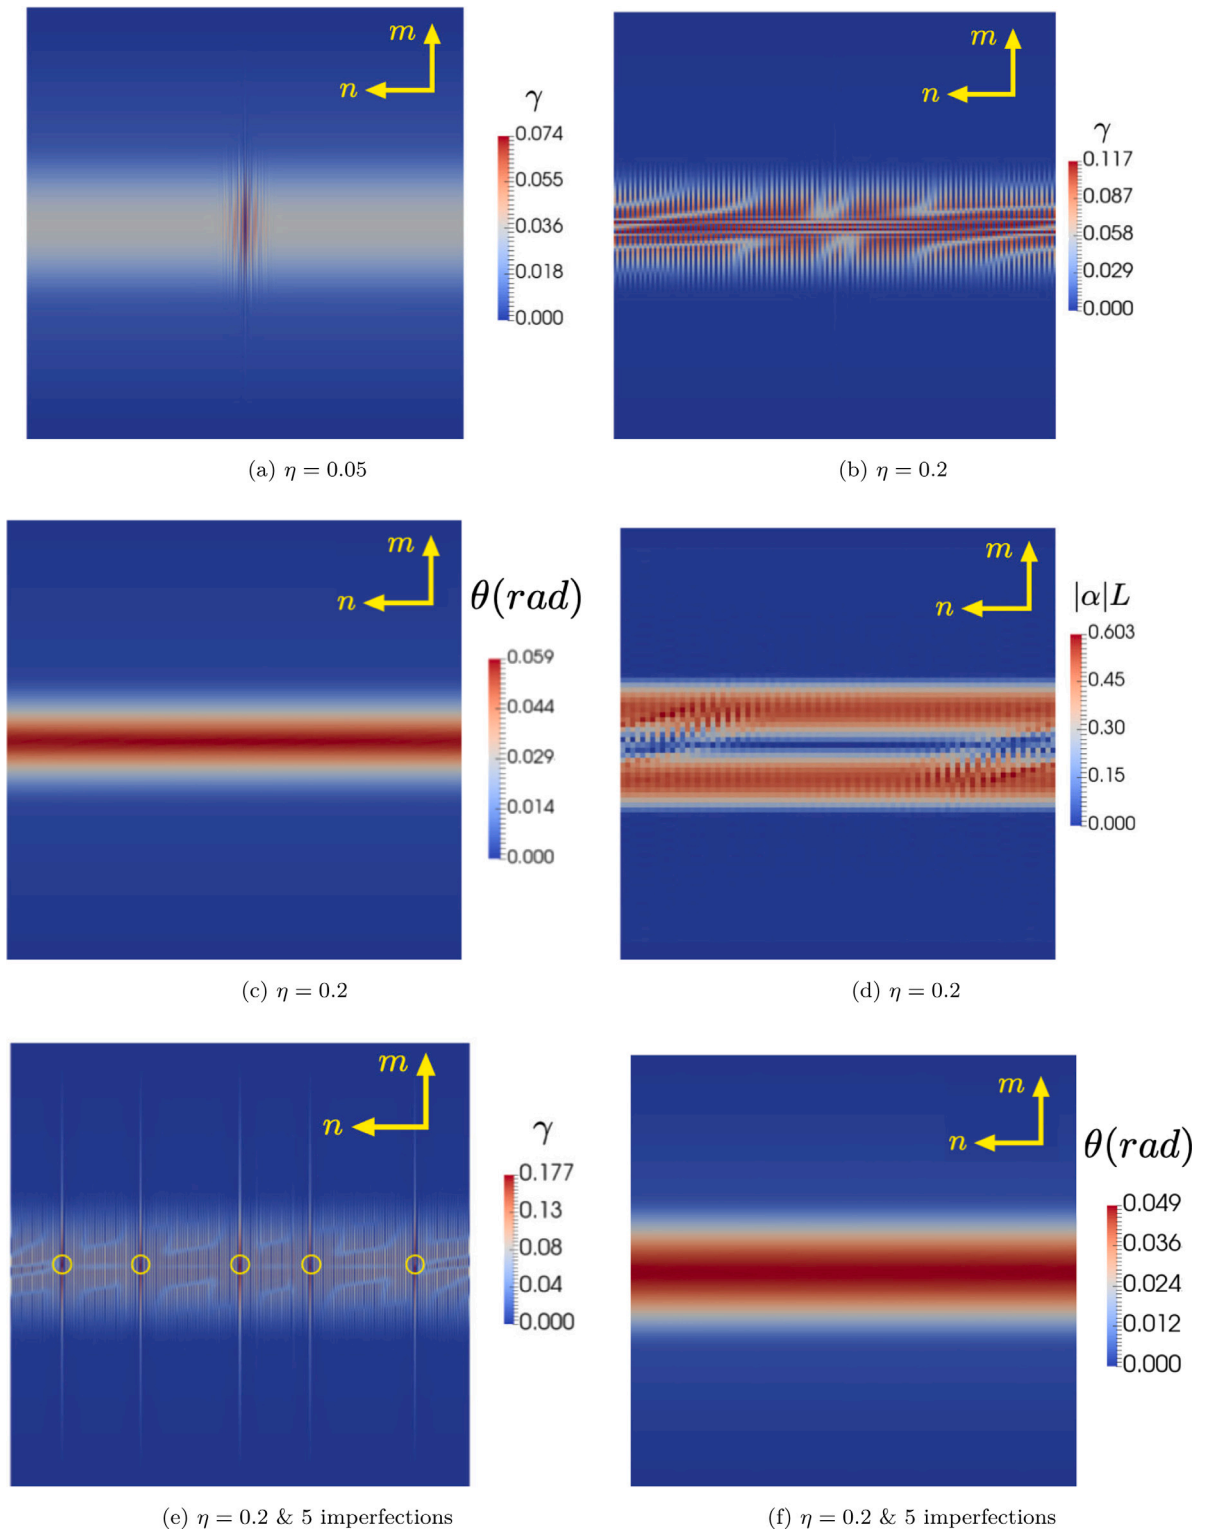 m
n
γ
0.074
0.055
0.036
0.018
0.000
(a) η = 0.05
m
n
γ
0.117
0.087
0.058
0.029
0.000
(b) η = 0.2
m
n
θ(rad)
0.059
0.044
0.029
0.014
0.000
(c) η = 0.2
m
n
|α|L
0.603
0.45
0.30
0.15
0.000
(d) η = 0.2
m
n
γ
0.177
0.13
0.08
0.04
0.000
(e) η = 0.2 & 5 imperfections
m
n
θ(rad)
0.049
0.036
0.024
0.012
0.000
(f) η = 0.2 & 5 imperfections